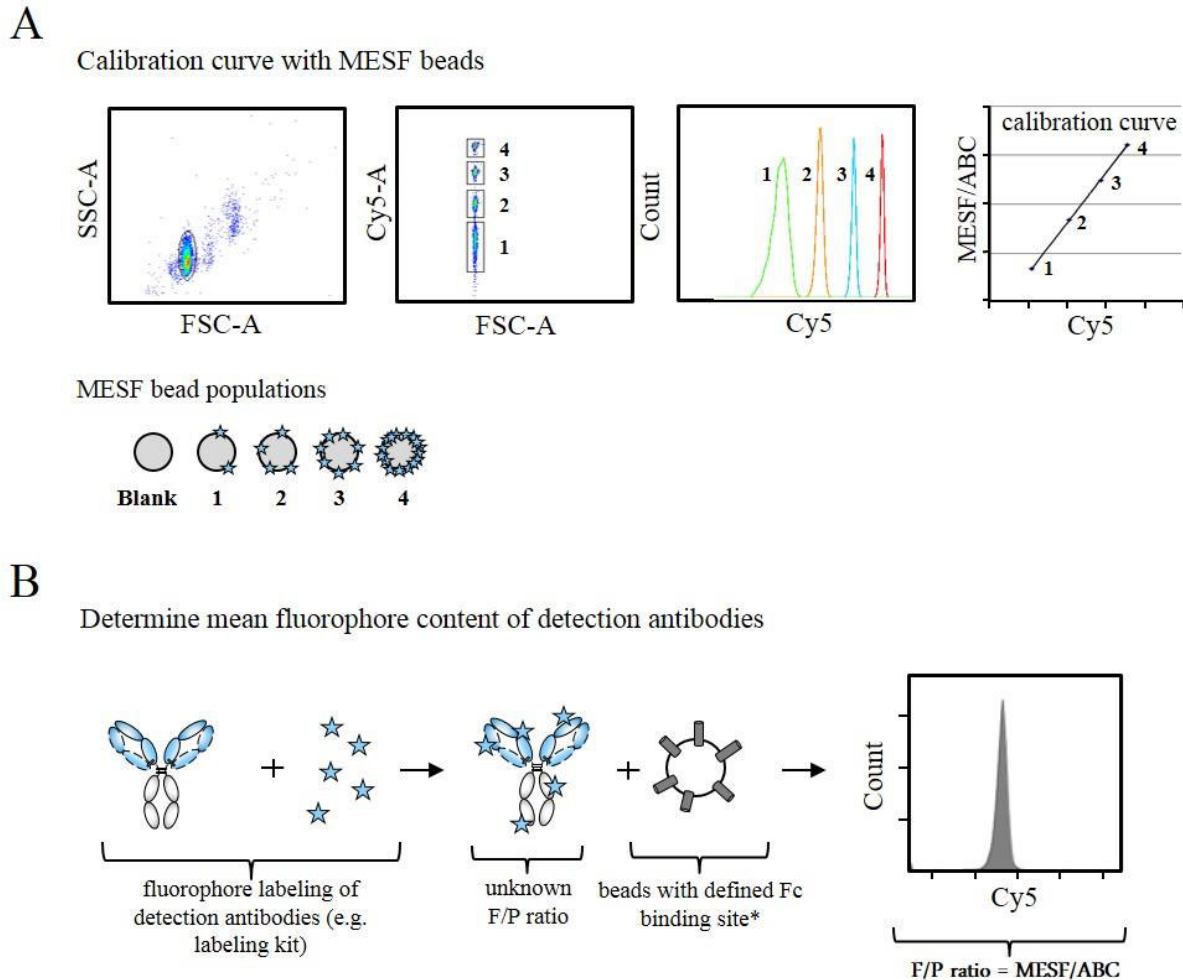 A
Calibration curve with MESF beads
SSC-A
FSC-A
Cy5-A
4
3
2
1
FSC-A
Count
1 2 3 4
Cy5
MESF/ABC
calibration curve
4
3
2
1
Cy5
MESF bead populations
Blank 1 2 3 4
B
Determine mean fluorophore content of detection antibodies
+
+
fluorophore labeling of
detection antibodies (e.g.
labeling kit)
unknown
F/P ratio
beads with defined Fc
binding site*
Count
Cy5
F/P ratio = MESF/ABC